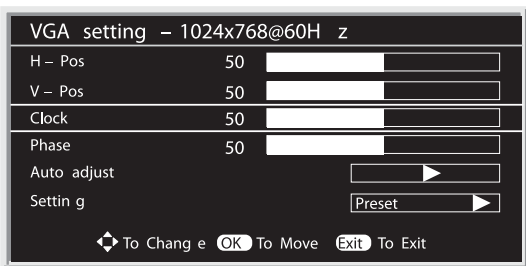 VGA setting – 1024x768@60H z
H – Pos 50
V – Pos 50
Clock 50
Phase 50
Auto adjust
Settin g Preset
To Chang e OK To Move Exit To Exit